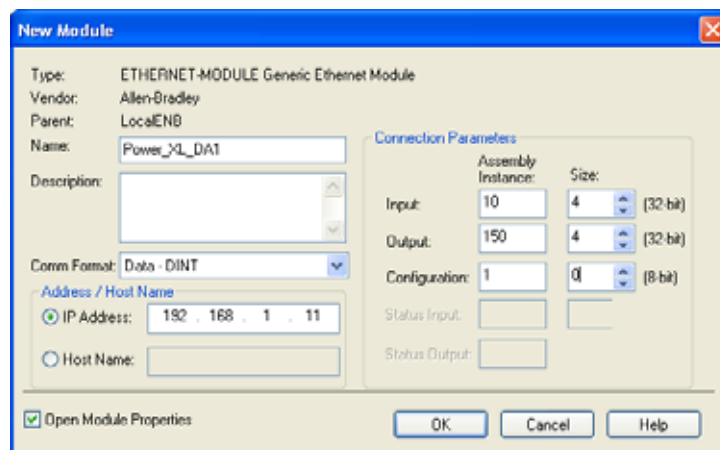 New Module
Type: ETHERNET-MODULE Generic Ethernet Module
Vendor: Allen-Bradley
Parent: LocalENB
Name: Power_XL_DA1
Description:
Comm Format: Data - DINT
Address / Host Name
IP Address: 192 . 168 . 1 . 11
Host Name:
Connection Parameters
Assembly Instance: Size:
Input: 10 4 (32-bit)
Output: 150 4 (32-bit)
Configuration: 1 0 (8-bit)
Status Input:
Status Output:
Open Module Properties
OK Cancel Help